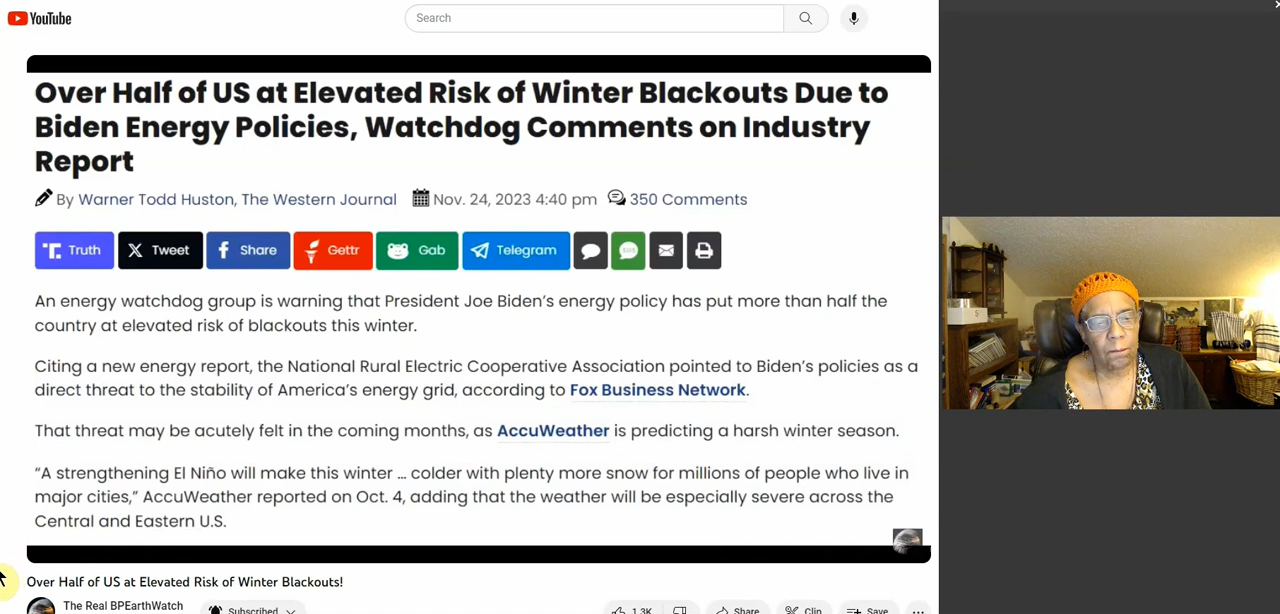 YouTube
Search
Over Half of US at Elevated Risk of Winter Blackouts Due to
Biden Energy Policies, Watchdog Comments on Industry
Report
By Warner Todd Huston, The Western Journal Nov. 24, 2023 4:40 pm 350 Comments
Truth Tweet Share Gettr Gab Telegram
An energy watchdog group is warning that President Joe Biden’s energy policy has put more than half the
country at elevated risk of blackouts this winter.
Citing a new energy report, the National Rural Electric Cooperative Association pointed to Biden’s policies as a
direct threat to the stability of America’s energy grid, according to Fox Business Network.
That threat may be acutely felt in the coming months, as AccuWeather is predicting a harsh winter season.
“A strengthening El Niño will make this winter … colder with plenty more snow for millions of people who live in
major cities,” AccuWeather reported on Oct. 4, adding that the weather will be especially severe across the
Central and Eastern U.S.
Over Half of US at Elevated Risk of Winter Blackouts!
The Real BPEarthWatch
Subscribed 1.3K Share Clip Save